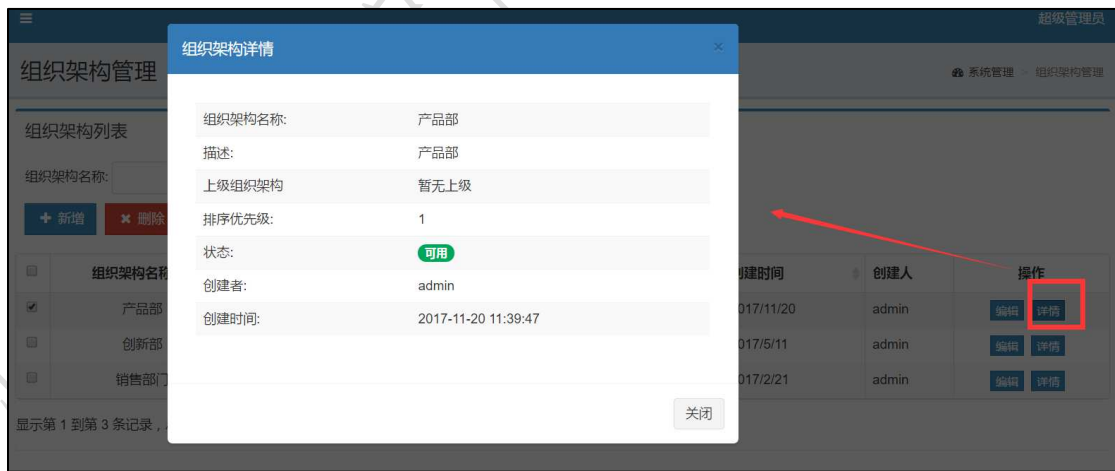 超级管理员
组织架构管理
系统管理 > 组织架构管理
组织架构详情 ×
组织架构名称: 产品部
描述: 产品部
上级组织架构 暂无上级
排序优先级: 1
状态: 可用
创建者: admin
创建时间: 2017-11-20 11:39:47
关闭
组织架构列表
组织架构名称:
新增 删除
组织架构名称 创建时间 创建人 操作
产品部 017/11/20 admin 编辑 详情
创新部 017/5/11 admin 编辑 详情
销售部门 017/2/21 admin 编辑 详情
显示第 1 到第 3 条记录，